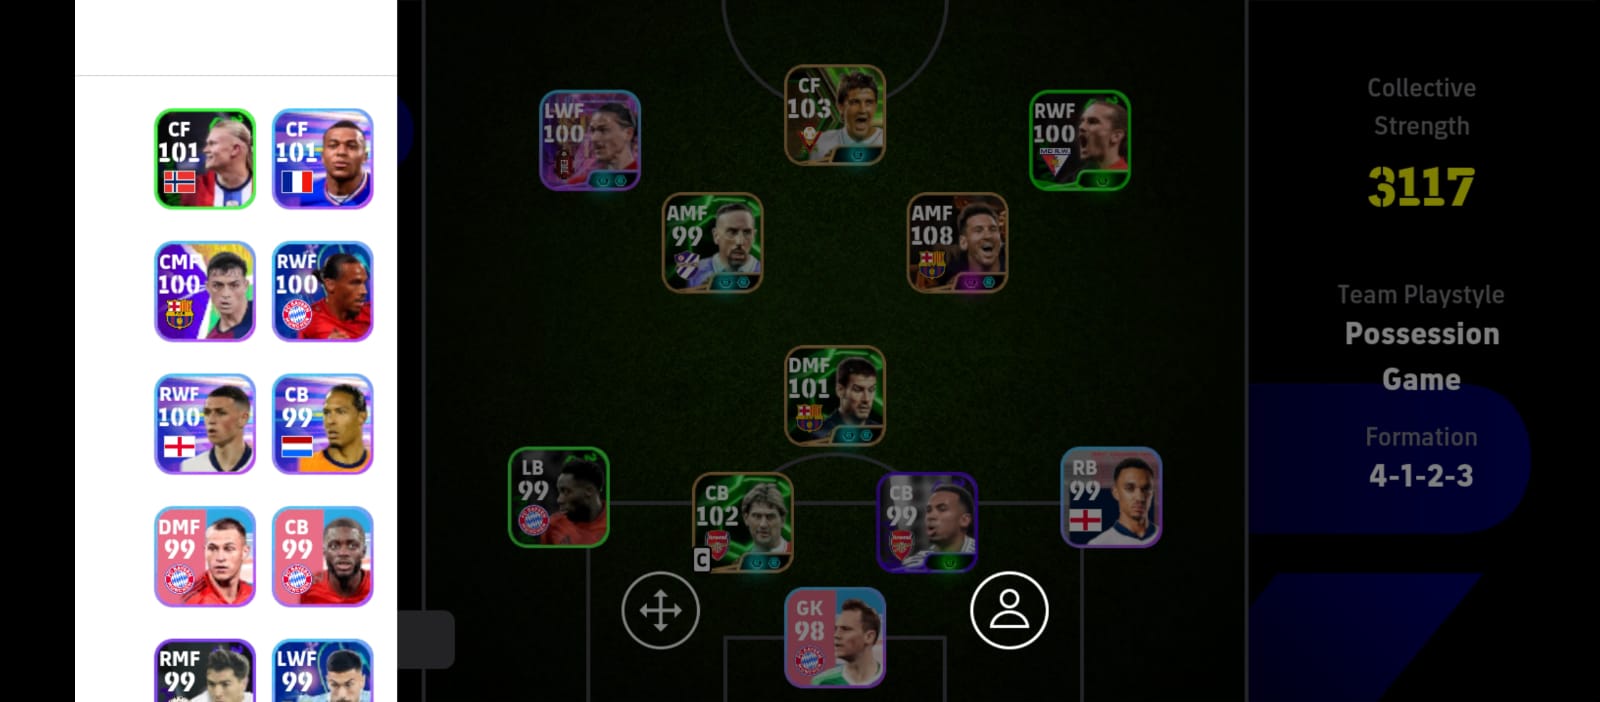 CF
101
CF
101
CMF
100
RWF
100
RWF
100
CB
99
DMF
99
CB
99
RMF
99
LWF
99
LWF
100
CF
103
RWF
100
AMF
99
AMF
108
DMF
101
LB
99
CB
102
C
CB
99
RB
99
GK
98
Collective
Strength
3117
Team Playstyle
Possession
Game
Formation
4-1-2-3